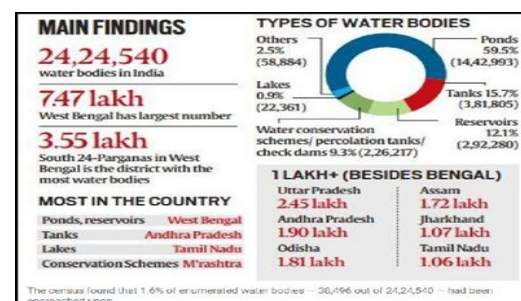 MAIN FINDINGS
24,24,540
water bodies in India
7.47 lakh
West Bengal has largest number
3.55 lakh
South 24-Parganas in West
Bengal is the district with the
most water bodies
MOST IN THE COUNTRY
Ponds, reservoirs West Bengal
Tanks Andhra Pradesh
Lakes Tamil Nadu
Conservation Schemes M'rashtra
TYPES OF WATER BODIES
Others
2.5%
(58,884)
Lakes
0.9%
(22,361)
Water conservation
schemes/ percolation tanks/
check dams 9.3% (2,26,217)
Ponds
59.5%
(14,42,993)
Tanks 15.7%
(3,81,805)
Reservoirs
12.1%
(2,92,280)
1 LAKH+ (BESIDES BENGAL)
Uttar Pradesh
2.45 lakh
Andhra Pradesh
1.90 lakh
Odisha
1.81 lakh
Assam
1.72 lakh
Jharkhand
1.07 lakh
Tamil Nadu
1.06 lakh
The census found that 1.6% of enumerated water bodies — 38,496 out of 24,24,540 — had been